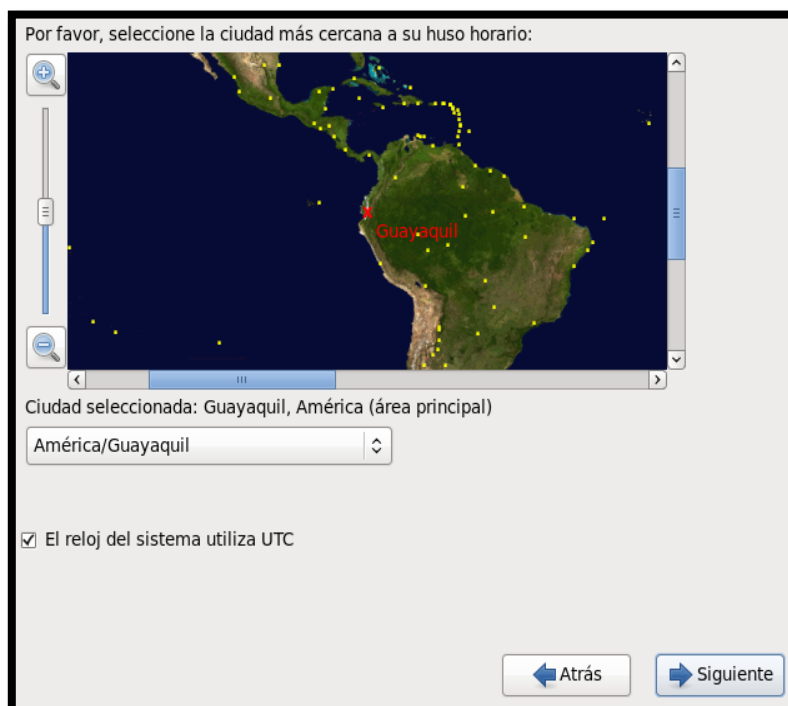 Por favor, seleccione la ciudad más cercana a su huso horario:
Guayaquil
Ciudad seleccionada: Guayaquil, América (área principal)
América/Guayaquil
El reloj del sistema utiliza UTC
Atrás
Siguiente